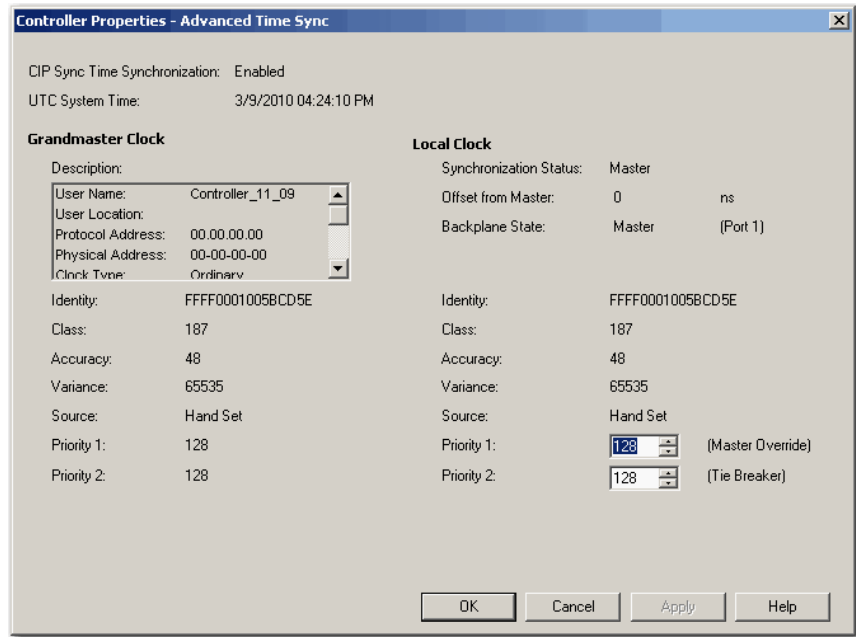 Controller Properties - Advanced Time Sync
CIP Sync Time Synchronization: Enabled
UTC System Time: 3/9/2010 04:24:10 PM
Grandmaster Clock
Description:
User Name: Controller_11_09
User Location:
Protocol Address: 00.00.00.00
Physical Address: 00-00-00-00
Clock Type: Ordinary
Identity: FFFF0001005BCD5E
Class: 187
Accuracy: 48
Variance: 65535
Source: Hand Set
Priority 1: 128
Priority 2: 128
Local Clock
Synchronization Status: Master
Offset from Master: 0 ns
Backplane State: Master (Port 1)
Identity: FFFF0001005BCD5E
Class: 187
Accuracy: 48
Variance: 65535
Source: Hand Set
Priority 1: 128 (Master Override)
Priority 2: 128 (Tie Breaker)
OK Cancel Apply Help